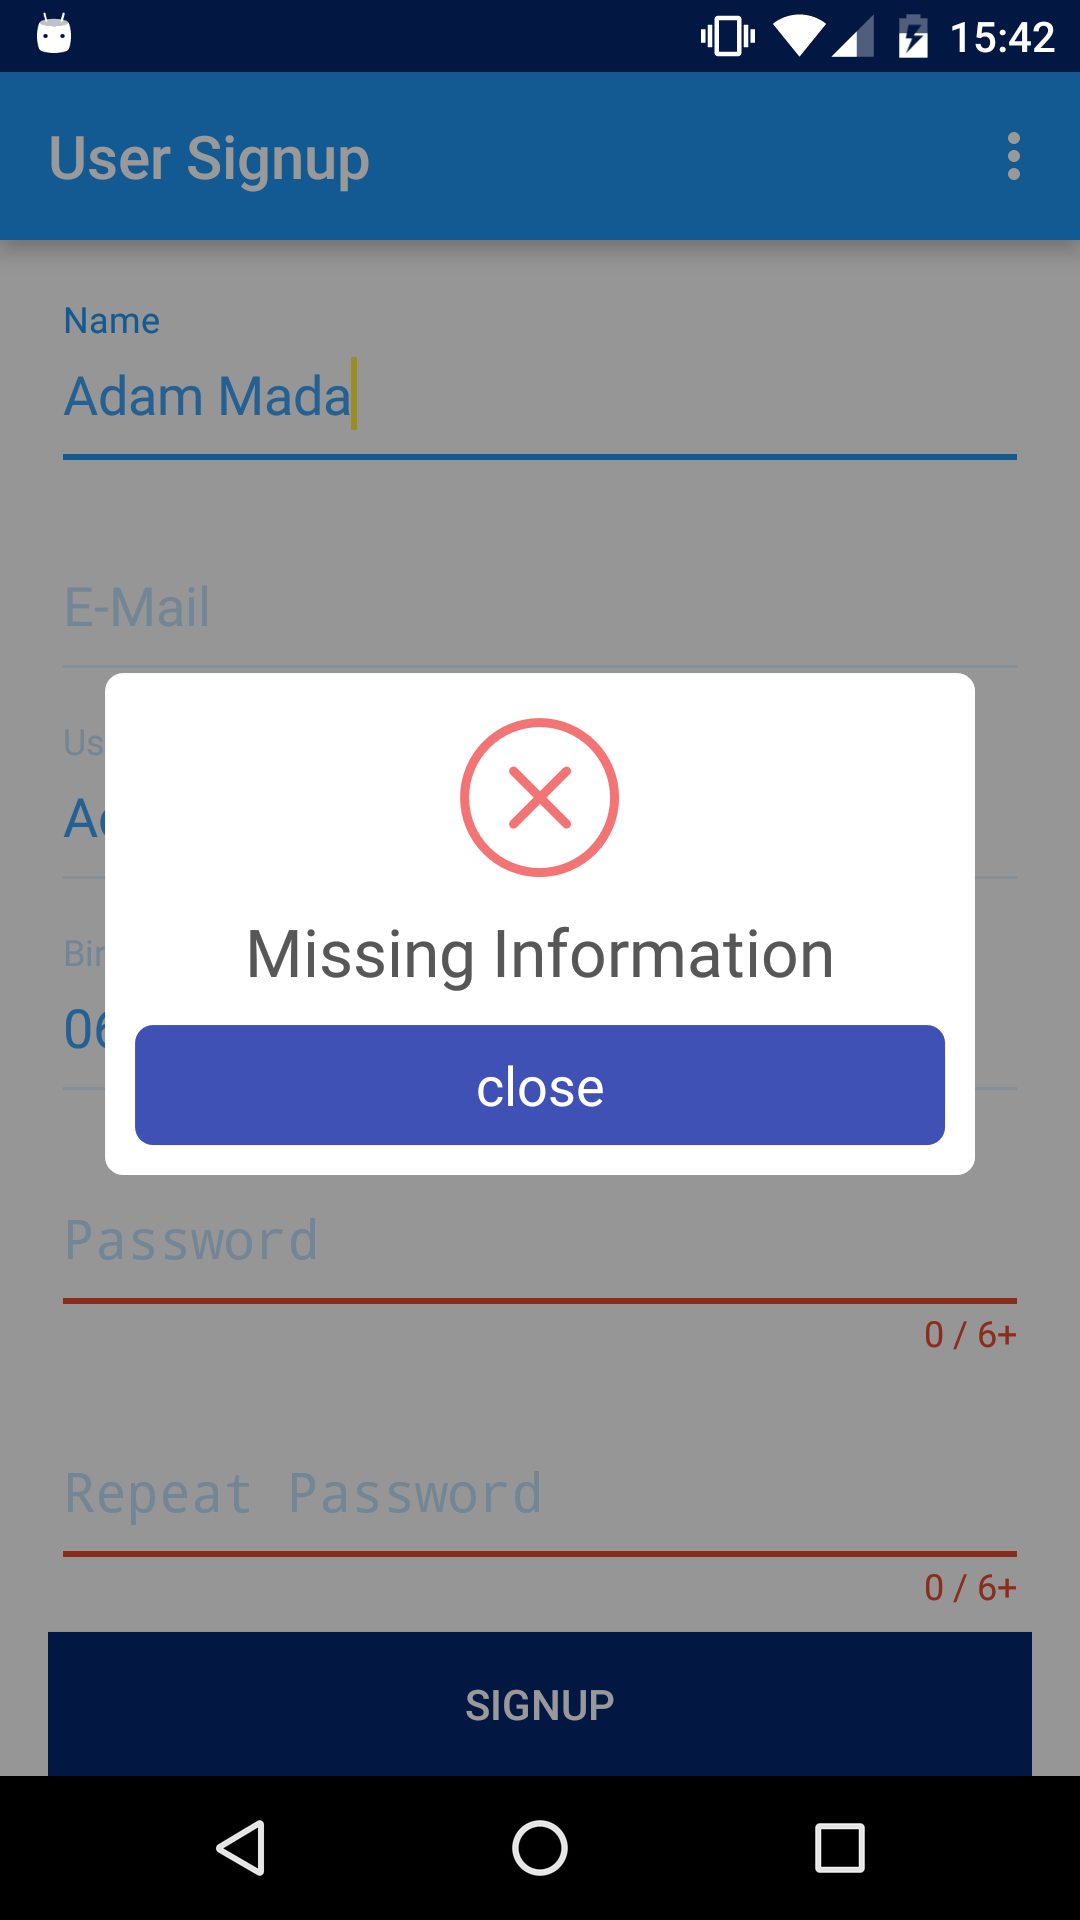 15:42
User Signup
Name
Adam Mada
E-Mail
Us
Bir
06
Missing Information
close
Password
0 / 6+
Repeat Password
0 / 6+
SIGNUP